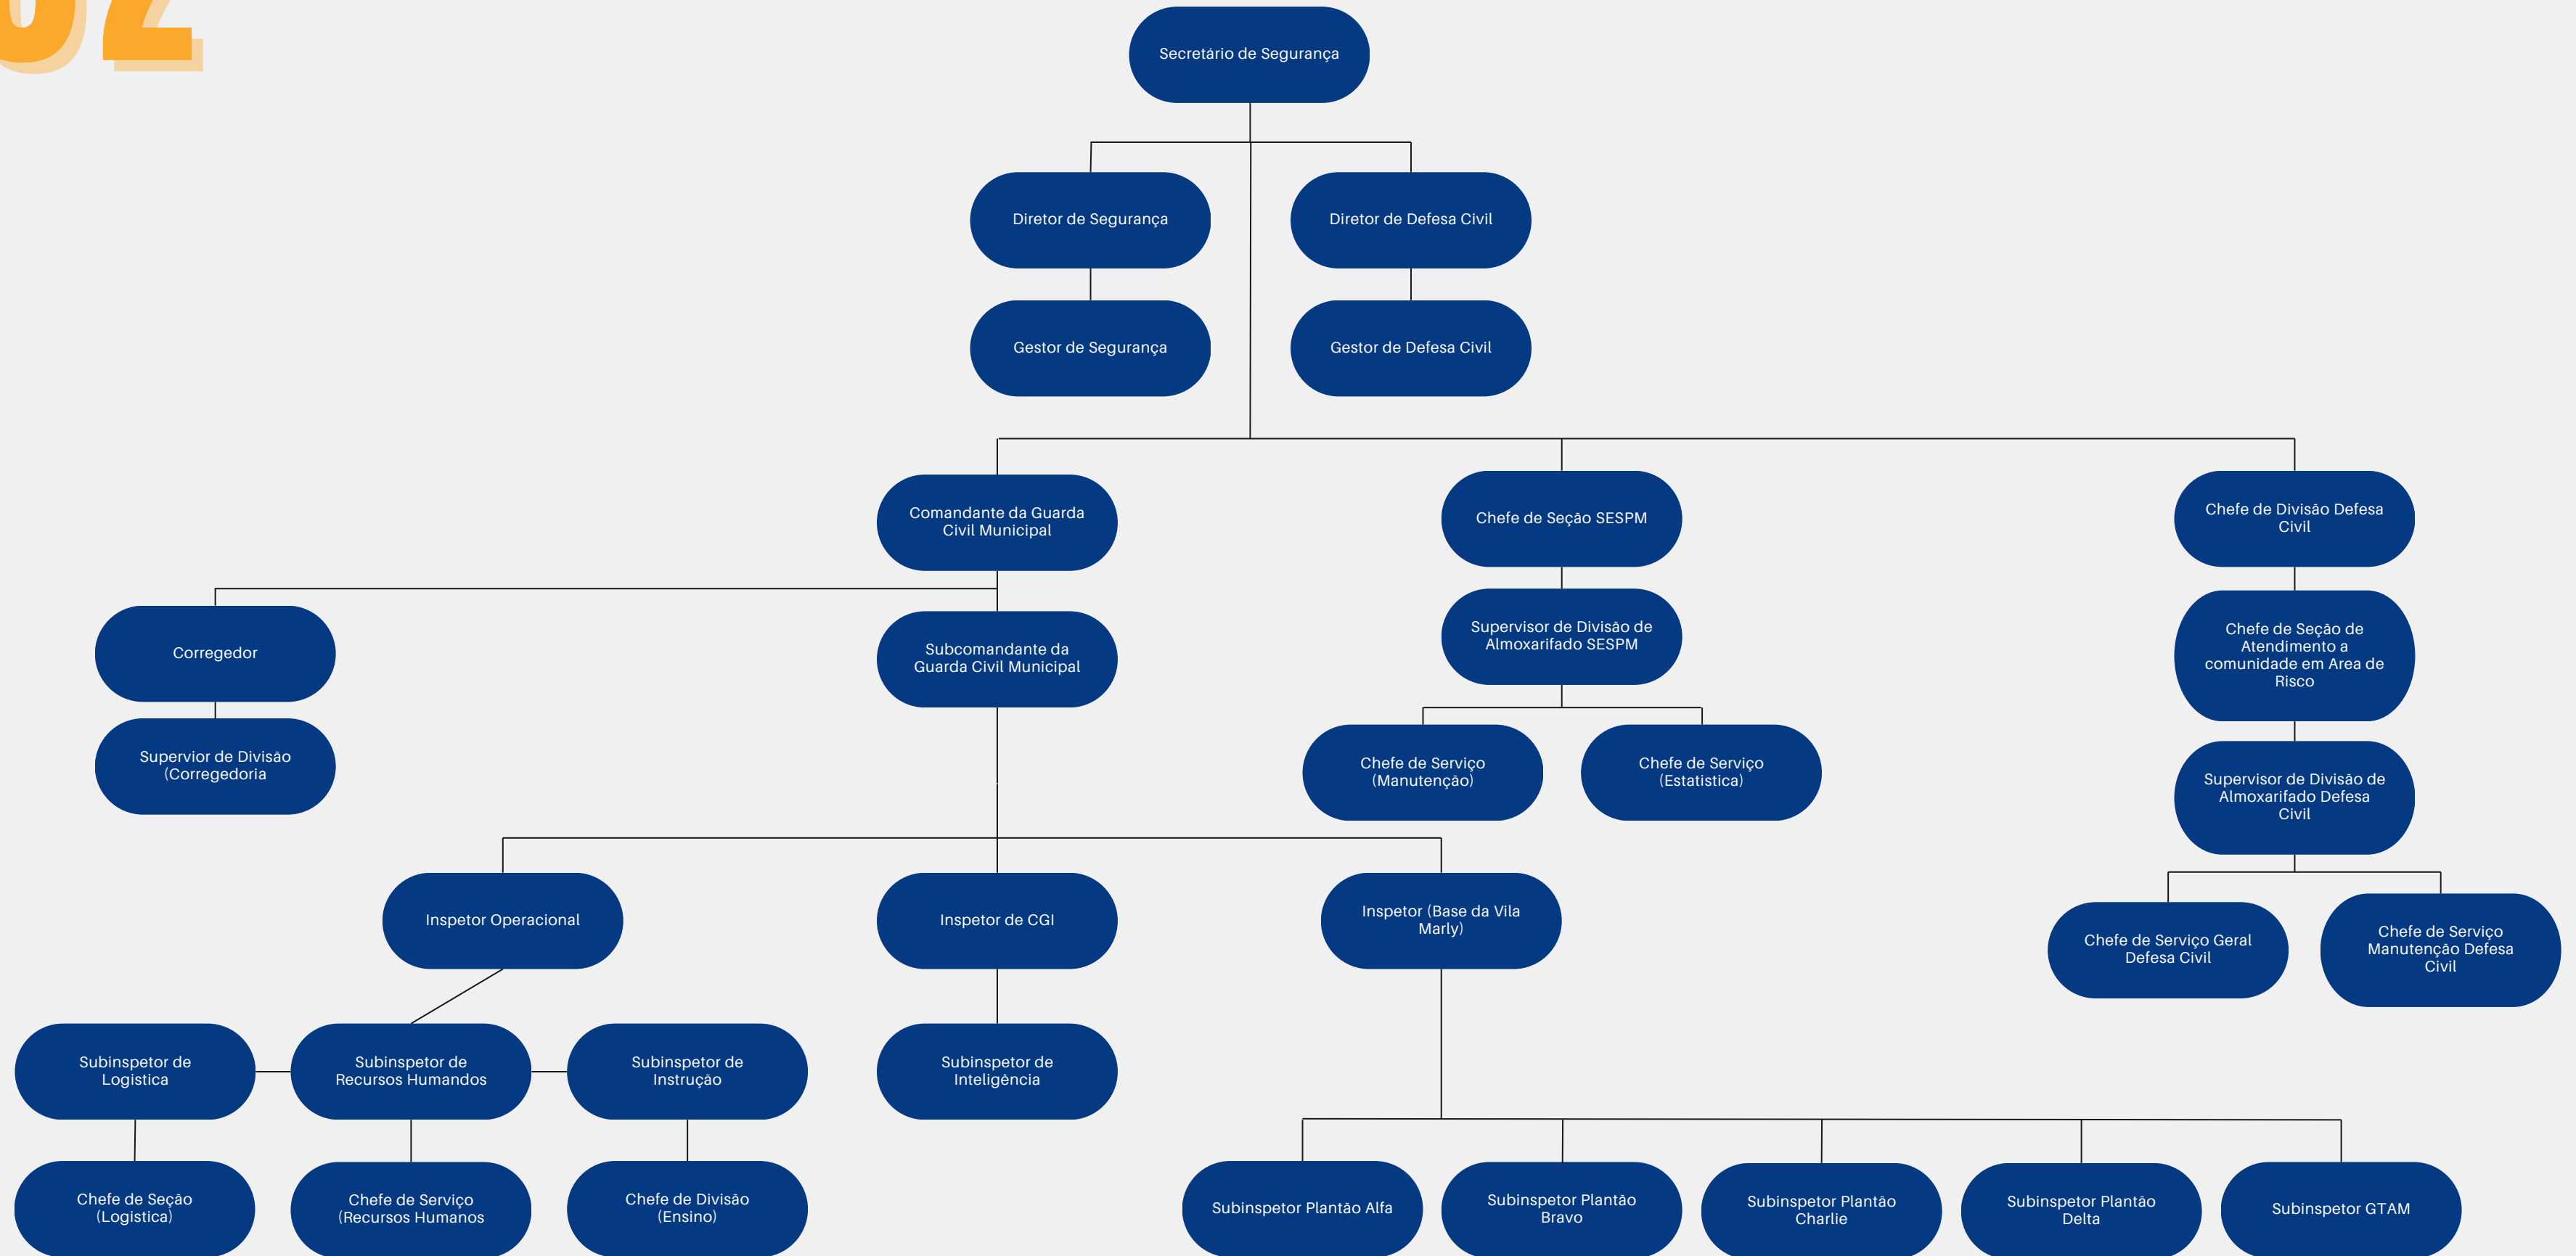 02
Secretário de Segurança
Diretor de Segurança
Diretor de Defesa Civil
Gestor de Segurança
Gestor de Defesa Civil
Comandante da Guarda
Civil Municipal
Chefe de Seção SESPM
Chefe de Divisão Defesa
Civil
Corregedor
Subcomandante da
Guarda Civil Municipal
Supervisor de Divisão de
Almoxarifado SESPM
Chefe de Seção de
Atendimento a
comunidade em Area de
Risco
Supervior de Divisão
(Corregedoria
Chefe de Serviço
(Manutenção)
Chefe de Serviço
(Estatistica)
Supervisor de Divisão de
Almoxarifado Defesa
Civil
Inspetor Operacional
Inspetor de CGI
Inspetor (Base da Vila
Marly)
Chefe de Serviço Geral
Defesa Civil
Chefe de Serviço
Manutenção Defesa
Civil
Subinspetor de
Logistica
Subinspetor de
Recursos Humandos
Subinspetor de
Instrução
Subinspetor de
Inteligência
Chefe de Seção
(Logistica)
Chefe de Serviço
(Recursos Humanos
Chefe de Divisão
(Ensino)
Subinspetor Plantão Alfa
Subinspetor Plantão
Bravo
Subinspetor Plantão
Charlie
Subinspetor Plantão
Delta
Subinspetor GTAM